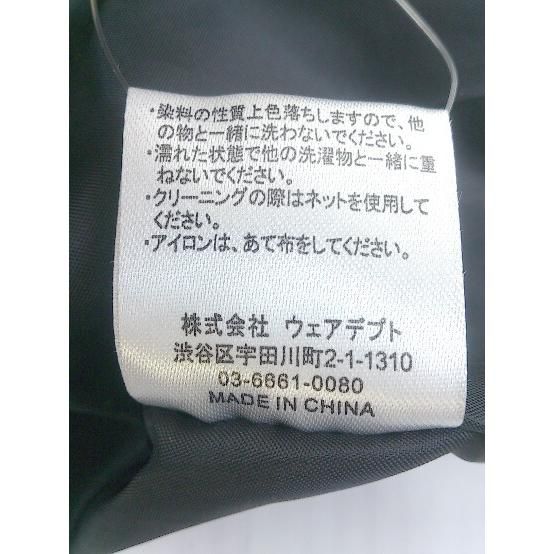 ・染料の性質上色落ちしますので、他
の物と一緒に洗わないでください。
・濡れた状態で他の洗濯物と一緒に重
ねないでください。
・クリーニングの際はネットを使用して
ください。
・アイロンは、あて布をしてください。
株式会社 ウェアデプト
渋谷区宇田川町2-1-1310
03-6661-0080
MADE IN CHINA